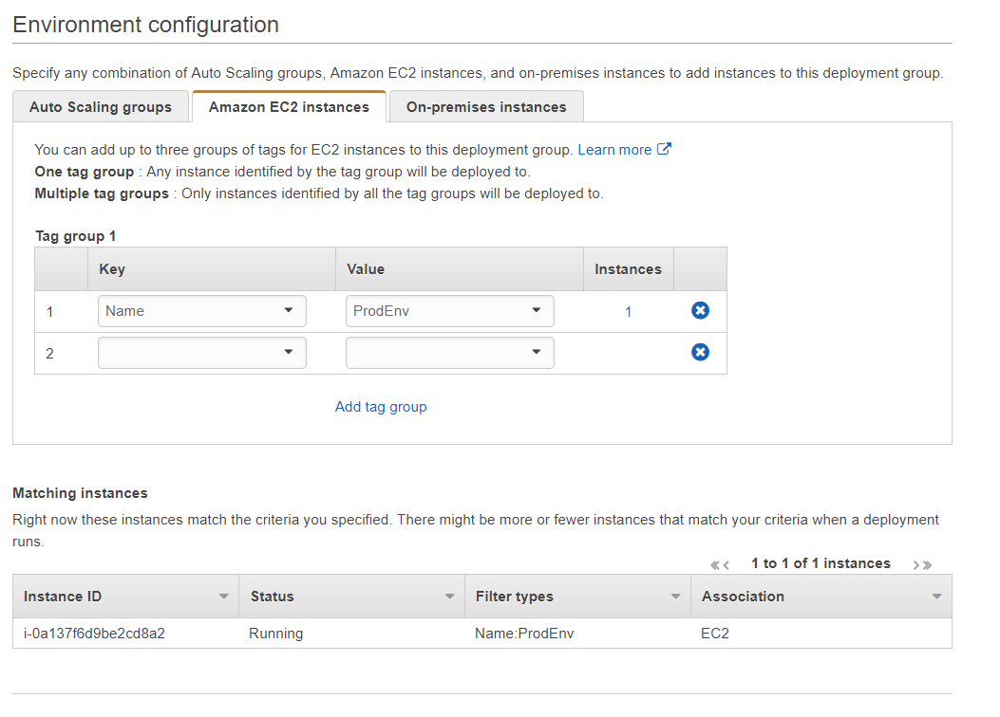 Environment configuration
Specify any combination of Auto Scaling groups, Amazon EC2 instances, and on-premises instances to add instances to this deployment group.
Auto Scaling groups Amazon EC2 instances On-premises instances
You can add up to three groups of tags for EC2 instances to this deployment group. Learn more
One tag group : Any instance identified by the tag group will be deployed to.
Multiple tag groups : Only instances identified by all the tag groups will be deployed to.
Tag group 1
Key Value Instances
1 Name ProdEnv 1
2
Add tag group
Matching instances
Right now these instances match the criteria you specified. There might be more or fewer instances that match your criteria when a deployment
runs.
1 to 1 of 1 instances
Instance ID Status Filter types Association
i-0a137f6d9be2cd8a2 Running Name:ProdEnv EC2